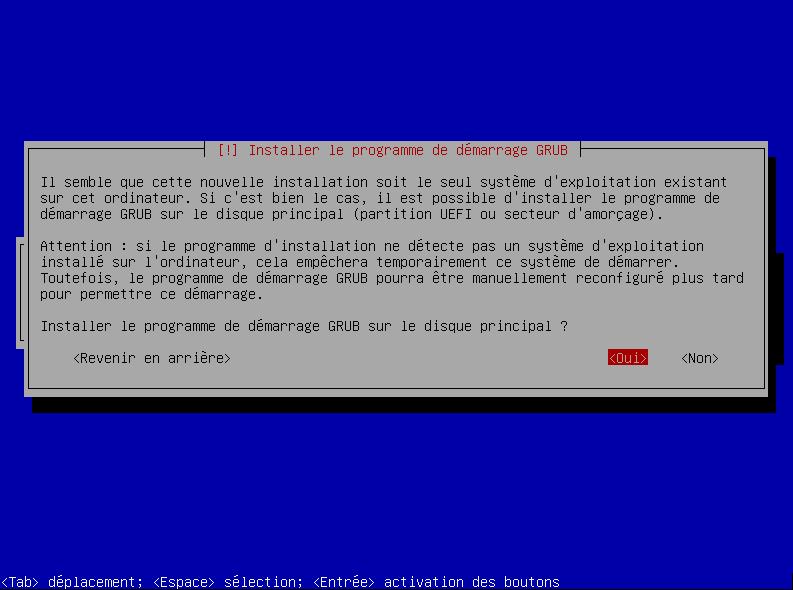 [!] Installer le programme de démarrage GRUB
Il semble que cette nouvelle installation soit le seul système d'exploitation existant
sur cet ordinateur. Si c'est bien le cas, il est possible d'installer le programme de
démarrage GRUB sur le disque principal (partition UEFI ou secteur d'amorçage).
Attention : si le programme d'installation ne détecte pas un système d'exploitation
installé sur l'ordinateur, cela empêchera temporairement ce système de démarrer.
Toutefois, le programme de démarrage GRUB pourra être manuellement reconfiguré plus tard
pour permettre ce démarrage.
Installer le programme de démarrage GRUB sur le disque principal ?
<Revenir en arrière> <Oui> <Non>
<Tab> déplacement; <Espace> sélection; <Entrée> activation des boutons